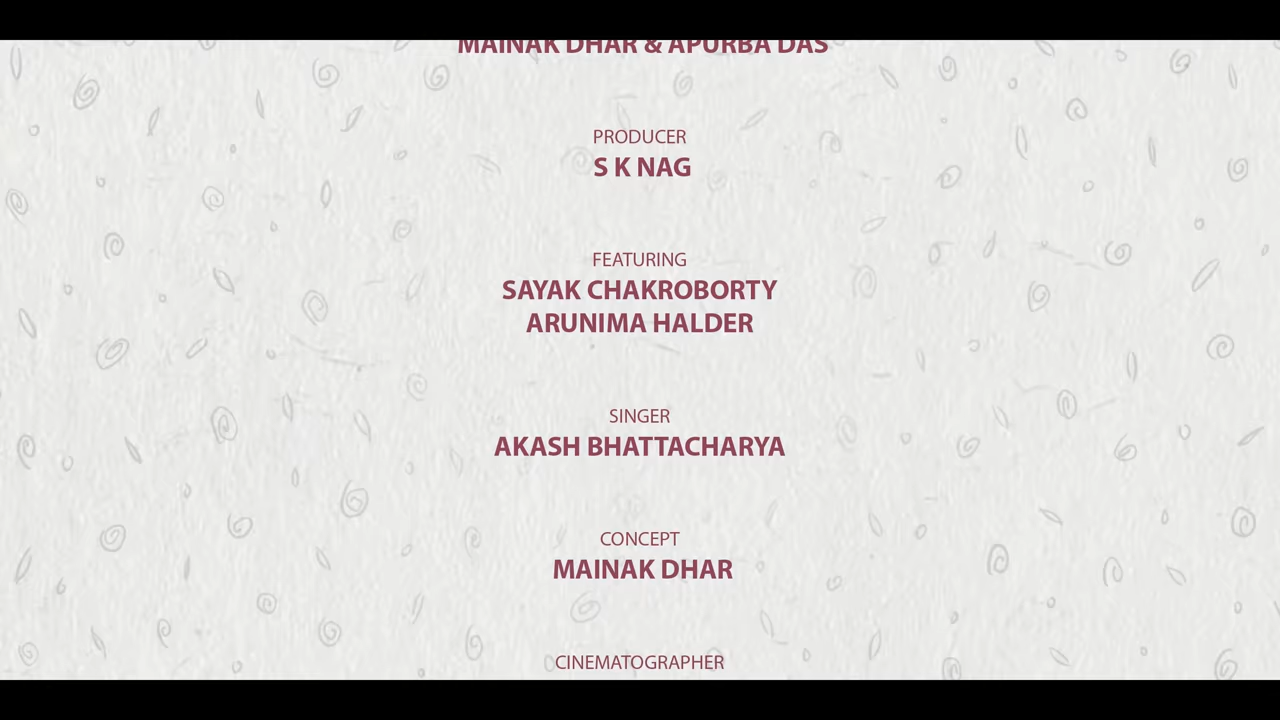 MAINAK DHAR & APURBA DAS
PRODUCER
S K NAG
FEATURING
SAYAK CHAKROBORTY
ARUNIMA HALDER
SINGER
AKASH BHATTACHARYA
CONCEPT
MAINAK DHAR
CINEMATOGRAPHER